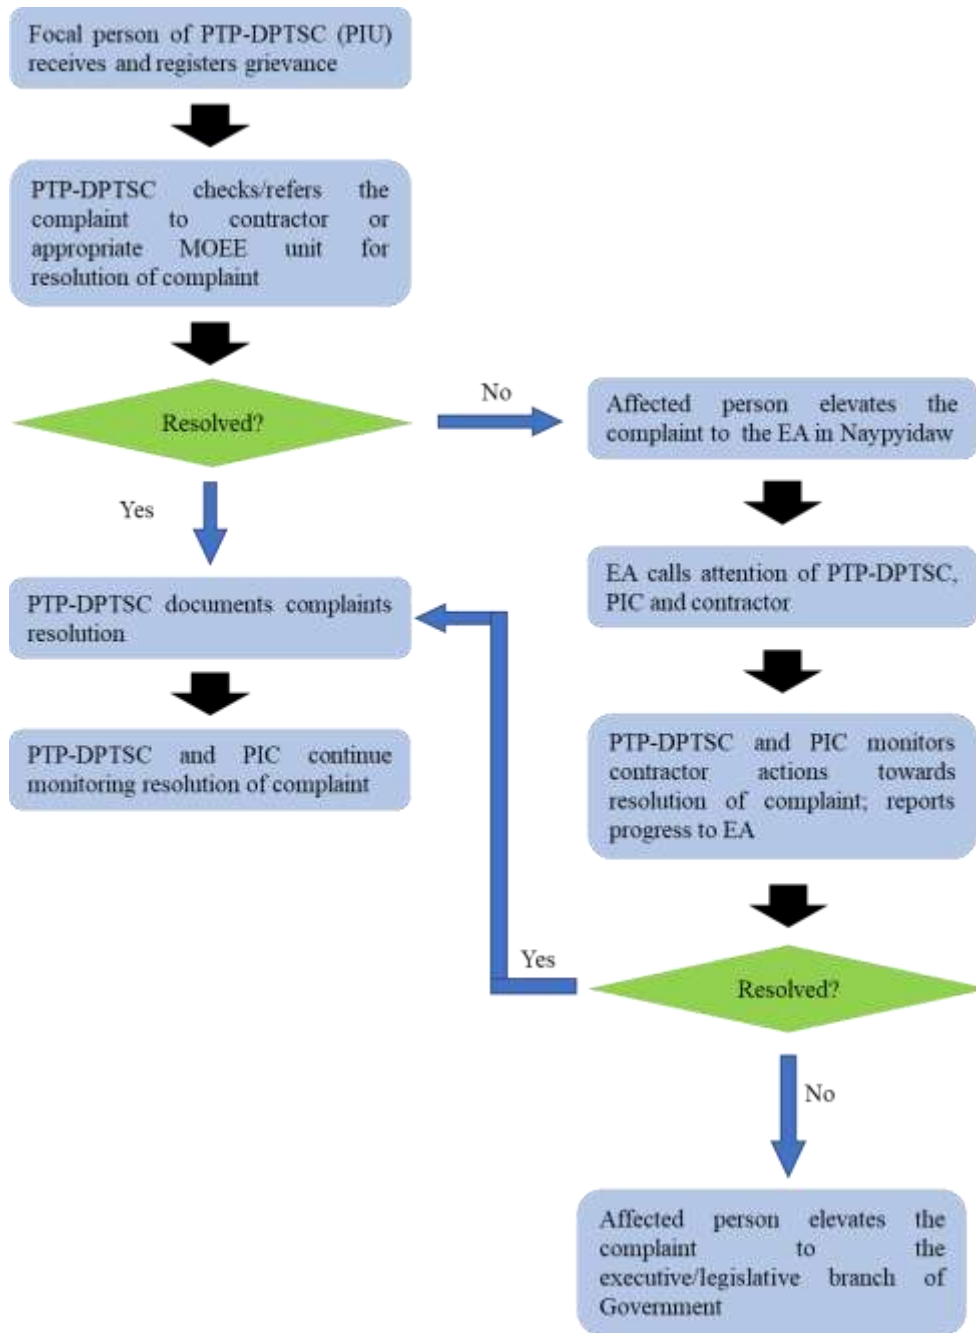 Focal person of PTP-DPTSC (PIU)
receives and registers grievance
PTP-DPTSC checks/refers the
complaint to contractor or
appropriate MOEE unit for
resolution of complaint
Resolved?
No
Affected person elevates the
complaint to the EA in Naypyidaw
Yes
EA calls attention of PTP-DPTSC,
PIC and contractor
PTP-DPTSC documents complaints
resolution
PTP-DPTSC and PIC continue
monitoring resolution of complaint
PTP-DPTSC and PIC monitors
contractor actions towards
resolution of complaint; reports
progress to EA
Yes
Resolved?
No
Affected person elevates the
complaint to the
executive/legislative branch of
Government